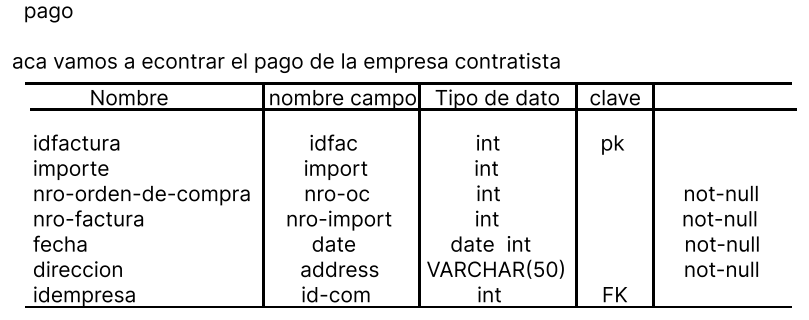 pago
aca vamos a econtrar el pago de la empresa contratista
Nombre nombre campo Tipo de dato clave
idfactura idfac int pk
importe import int
nro-orden-de-compra nro-oc int not-null
nro-factura nro-import int not-null
fecha date date int not-null
direccion address VARCHAR(50) not-null
idempresa id-com int FK